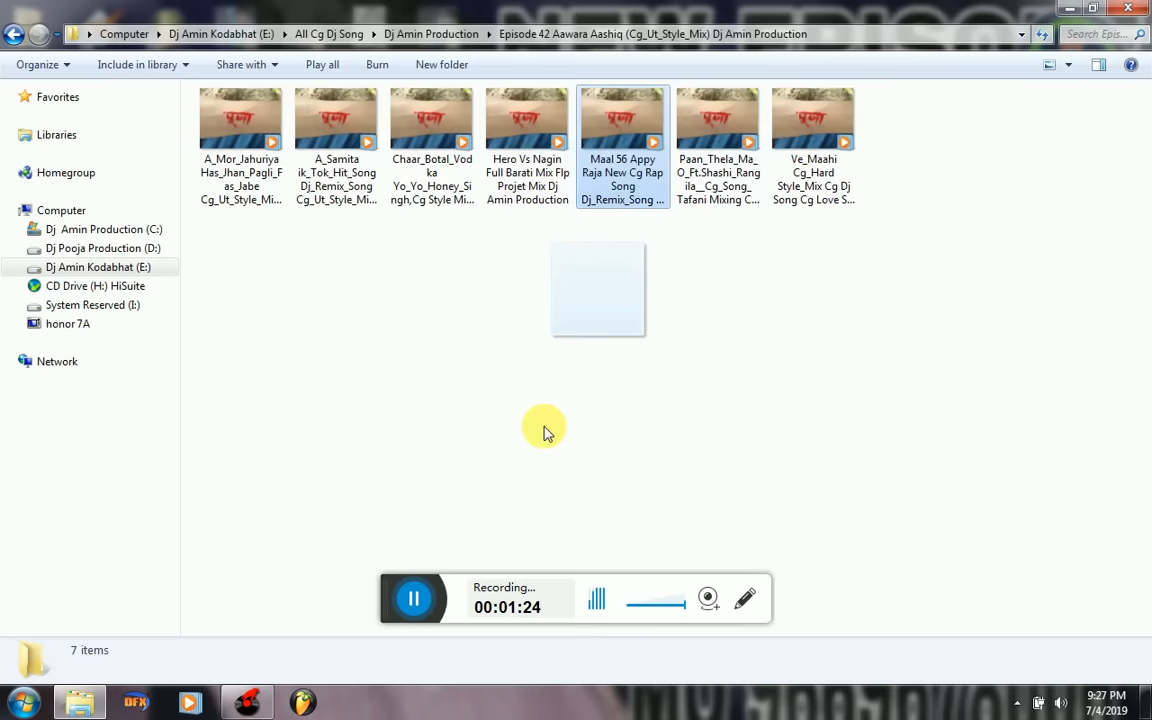 Computer Dj Amin Kodabhat (E:) All Cg Dj Song Dj Amin Production Episode 42 Aawara Aashiq (Cg_Ut_Style_Mix) Dj Amin Production
Search Epis...
Organize Include in library Share with Play all Burn New folder
Favorites
Libraries
Homegroup
Computer
Dj Amin Production (C:)
Dj Pooja Production (D:)
Dj Amin Kodabhat (E:)
CD Drive (H:) HiSuite
System Reserved (I:)
honor 7A
Network
पूजा
A_Mor_Jahuriya
Has_Jhan_Pagli_F
as_Jabe
Cg_Ut_Style_Mi...
पूजा
A_Samita
ik_Tok_Hit_Song
Dj_Remix_Song
Cg_Ut_Style_Mi...
पूजा
Chaar_Botal_Vod
ka
Yo_Yo_Honey_Si
ngh,Cg Style Mi...
पूजा
Hero Vs Nagin
Full Barati Mix Flp
Projet Mix Dj
Amin Production
पूजा
Maal 56 Appy
Raja New Cg Rap
Song
Dj_Remix_Song ...
पूजा
Paan_Thela_Ma_
O_Ft.Shashi_Rang
ila__Cg_Song_
Tafani Mixing C...
पूजा
Ve_Maahi
Cg_Hard
Style_Mix Cg Dj
Song Cg Love S...
Recording...
00:01:24
7 items
DFX
9:27 PM
7/4/2019